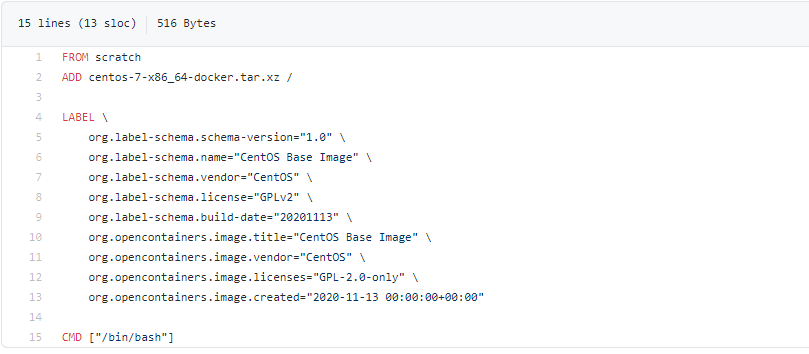 15 lines (13 sloc) 516 Bytes
1 FROM scratch
2 ADD centos-7-x86_64-docker.tar.xz /
3
4 LABEL \
5 org.label-schema.schema-version="1.0" \
6 org.label-schema.name="CentOS Base Image" \
7 org.label-schema.vendor="CentOS" \
8 org.label-schema.license="GPLv2" \
9 org.label-schema.build-date="20201113" \
10 org.opencontainers.image.title="CentOS Base Image" \
11 org.opencontainers.image.vendor="CentOS" \
12 org.opencontainers.image.licenses="GPL-2.0-only" \
13 org.opencontainers.image.created="2020-11-13 00:00:00+00:00"
14
15 CMD ["/bin/bash"]